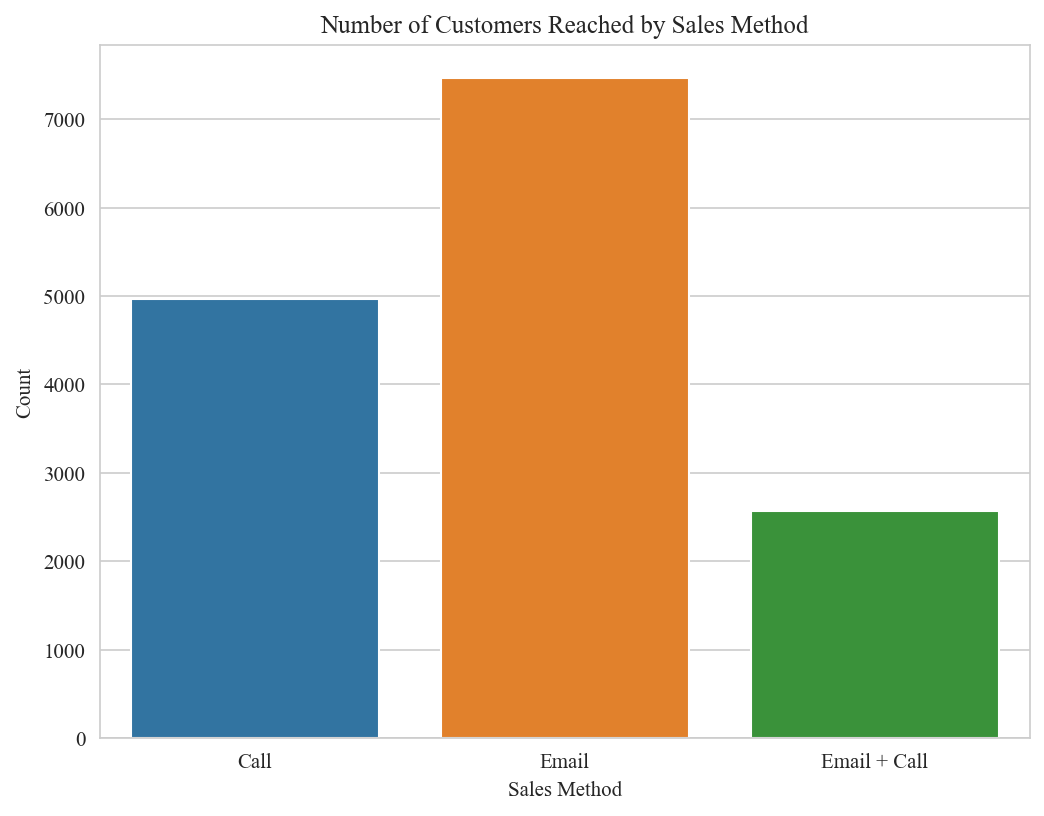 Number of Customers Reached by Sales Method
7000
6000
5000
4000
3000
2000
1000
0
Count
Call Email Email + Call
Sales Method